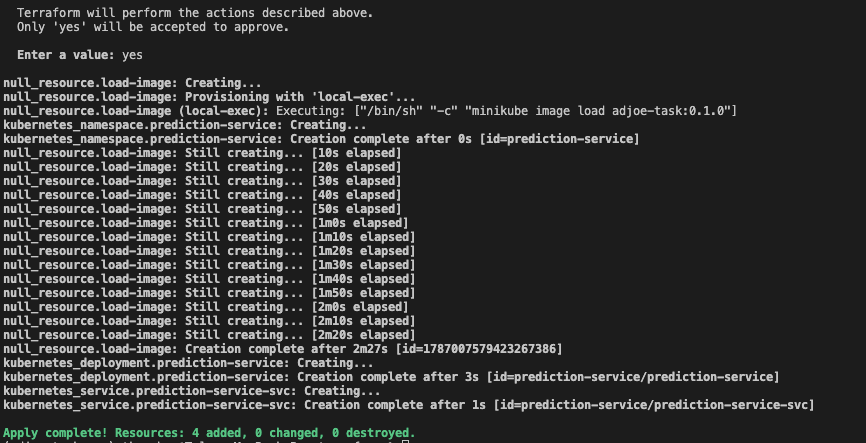 Terraform will perform the actions described above.
Only 'yes' will be accepted to approve.
Enter a value: yes
null_resource.load-image: Creating...
null_resource.load-image: Provisioning with 'local-exec'...
null_resource.load-image (local-exec): Executing: ["/bin/sh" "-c" "minikube image load adjoe-task:0.1.0"]
kubernetes_namespace.prediction-service: Creating...
kubernetes_namespace.prediction-service: Creation complete after 0s [id=prediction-service]
null_resource.load-image: Still creating... [10s elapsed]
null_resource.load-image: Still creating... [20s elapsed]
null_resource.load-image: Still creating... [30s elapsed]
null_resource.load-image: Still creating... [40s elapsed]
null_resource.load-image: Still creating... [50s elapsed]
null_resource.load-image: Still creating... [1m0s elapsed]
null_resource.load-image: Still creating... [1m10s elapsed]
null_resource.load-image: Still creating... [1m20s elapsed]
null_resource.load-image: Still creating... [1m30s elapsed]
null_resource.load-image: Still creating... [1m40s elapsed]
null_resource.load-image: Still creating... [1m50s elapsed]
null_resource.load-image: Still creating... [2m0s elapsed]
null_resource.load-image: Still creating... [2m10s elapsed]
null_resource.load-image: Still creating... [2m20s elapsed]
null_resource.load-image: Creation complete after 2m27s [id=1787007579423267386]
kubernetes_deployment.prediction-service: Creating...
kubernetes_deployment.prediction-service: Creation complete after 3s [id=prediction-service/prediction-service]
kubernetes_service.prediction-service-svc: Creating...
kubernetes_service.prediction-service-svc: Creation complete after 1s [id=prediction-service/prediction-service-svc]
Apply complete! Resources: 4 added, 0 changed, 0 destroyed.